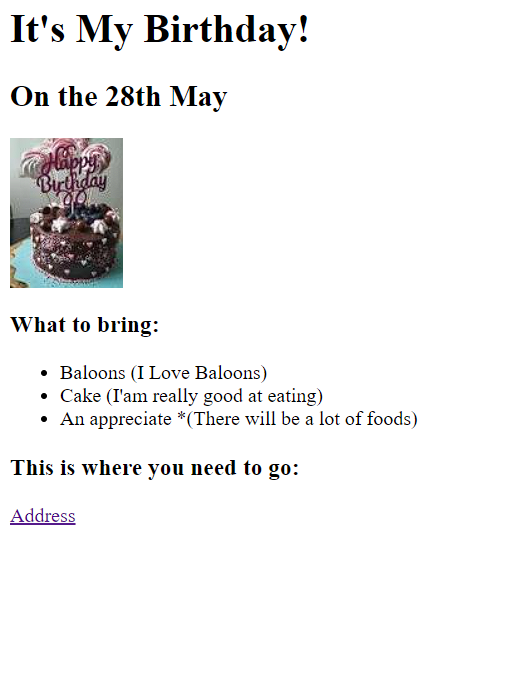 It's My Birthday!
On the 28th May
Happy
Birthday
What to bring:
Baloons (I Love Baloons)
Cake (I'am really good at eating)
An appreciate *(There will be a lot of foods)
This is where you need to go:
Address